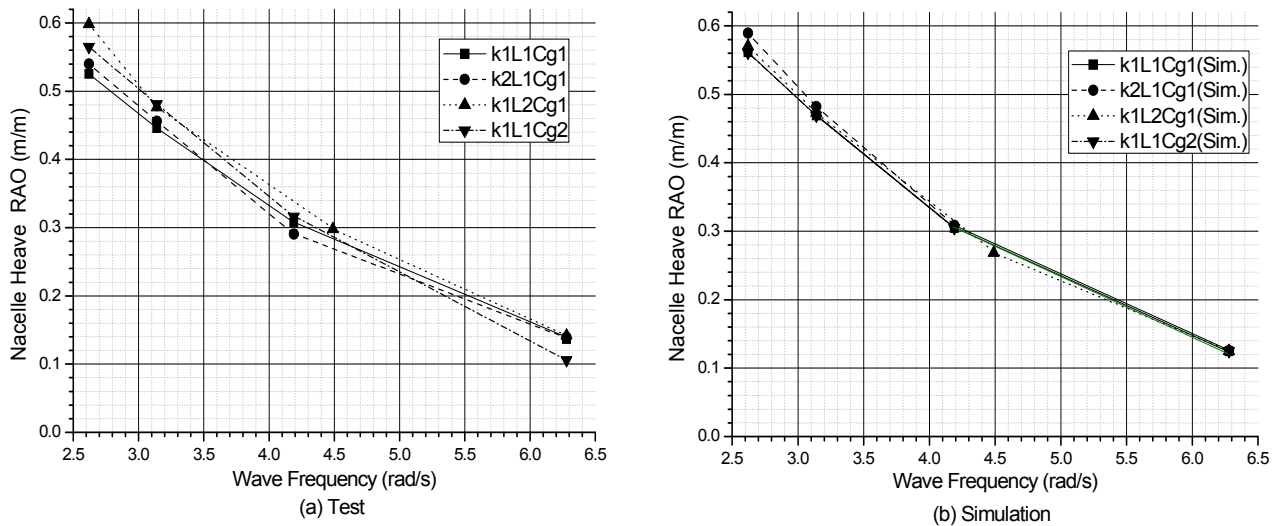 0.6
0.5
0.4
0.3
0.2
0.1
0.0
Nacelle Heave RAO (m/m)
k1L1Cg1
k2L1Cg1
k1L2Cg1
k1L1Cg2
2.5 3.0 3.5 4.0 4.5 5.0 5.5 6.0 6.5
Wave Frequency (rad/s)
(a) Test
0.6
0.5
0.4
0.3
0.2
0.1
0.0
Nacelle Heave RAO (m/m)
k1L1Cg1(Sim.)
k2L1Cg1(Sim.)
k1L2Cg1(Sim.)
k1L1Cg2(Sim.)
2.5 3.0 3.5 4.0 4.5 5.0 5.5 6.0 6.5
Wave Frequency (rad/s)
(b) Simulation